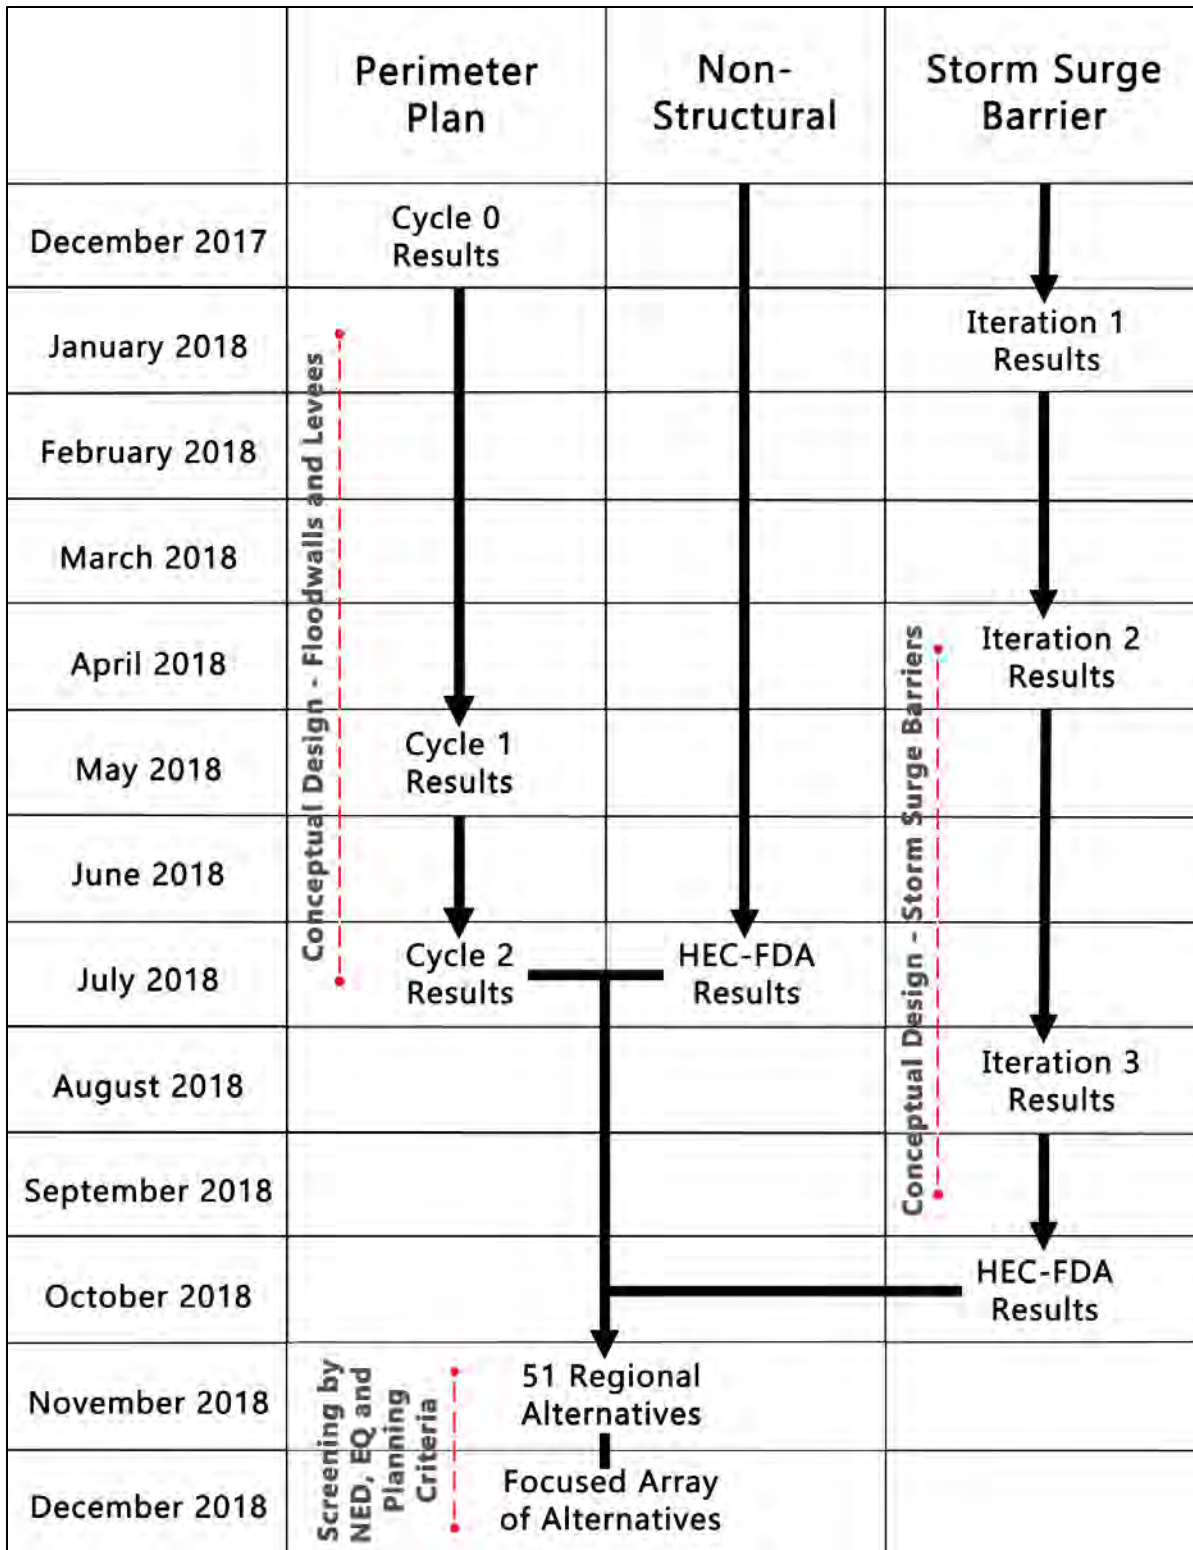 Perimeter
Plan
Non-
Structural
Storm Surge
Barrier
December 2017
Cycle 0
Results
January 2018
Iteration 1
Results
February 2018
March 2018
April 2018
Iteration 2
Results
May 2018
Cycle 1
Results
June 2018
July 2018
Cycle 2
Results
HEC-FDA
Results
August 2018
Iteration 3
Results
September 2018
October 2018
HEC-FDA
Results
November 2018
51 Regional
Alternatives
December 2018
Focused Array
of Alternatives
Conceptual Design - Floodwalls and Levees
Conceptual Design - Storm Surge Barriers
Screening by
NED, EQ and
Planning
Criteria